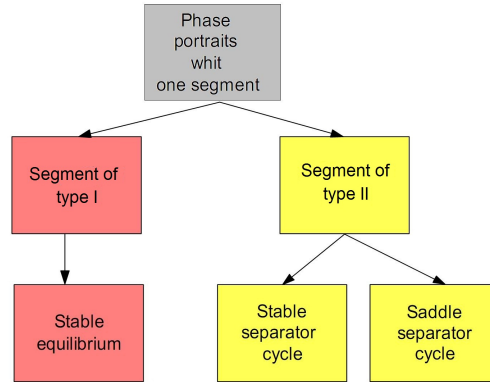 Phase
portraits
whit
one segment
Segment of
type I
Segment of
type II
Stable
equilibrium
Stable
separator
cycle
Saddle
separator
cycle